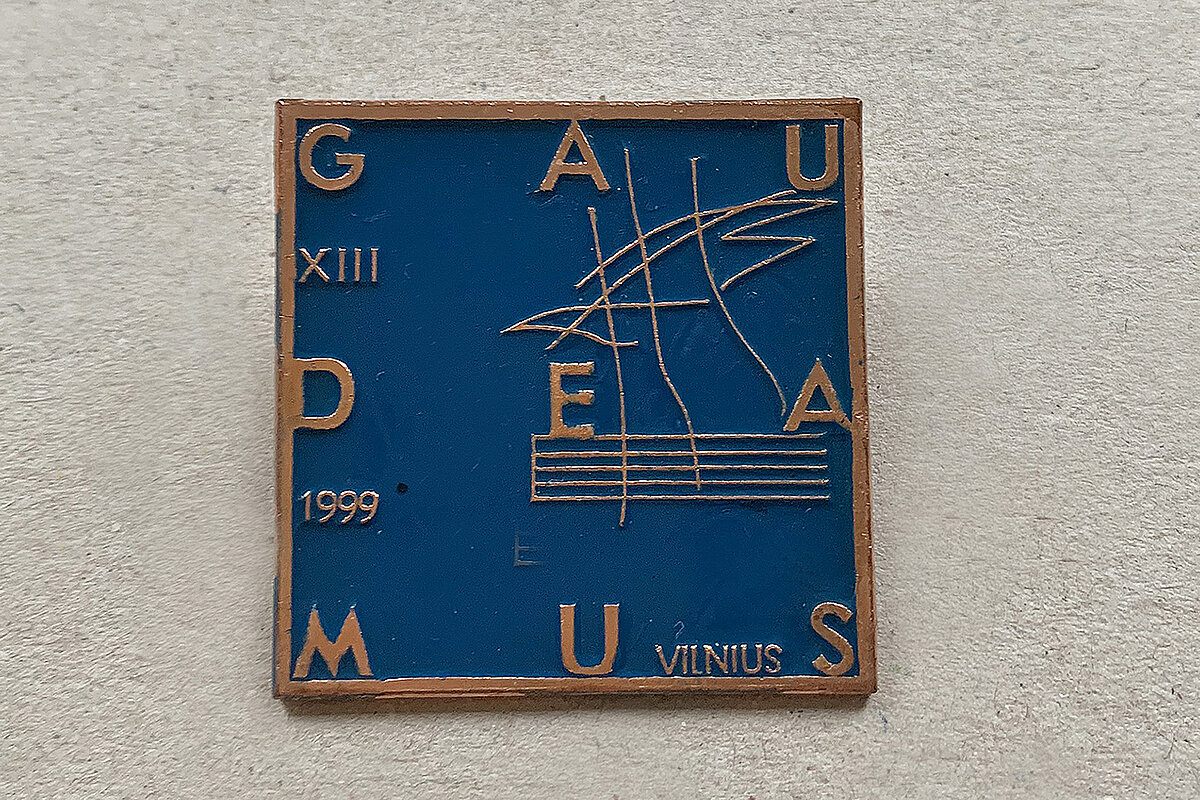 G A U
XIII
D E A
1999
E
M U S
VILNIUS